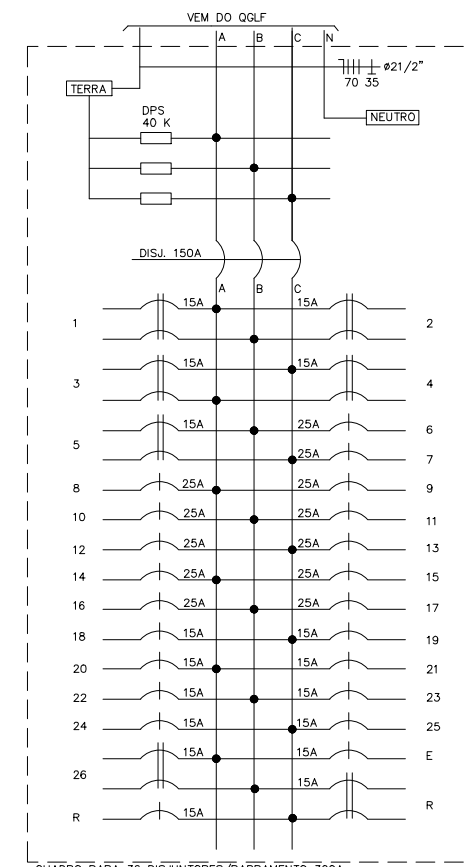 VEM DO QGLF
A B C N
ø21/2"
70 35
TERRA
NEUTRO
DPS
40 K
DISJ. 150A
A B C
15A 15A
1 2
15A 15A
3 4
15A 25A 6
5
25A 7
8 25A 25A 9
10 25A 25A 11
12 25A 25A 13
14 25A 25A 15
16 25A 25A 17
18 15A 15A 19
20 15A 15A 21
22 15A 15A 23
24 15A 15A 25
15A 15A E
26
15A
R
R 15A